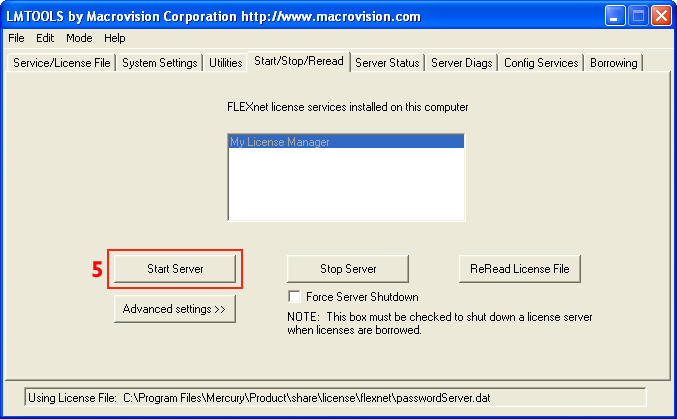 LMTOOLS by Macrovision Corporation http://www.macrovision.com
File Edit Mode Help
Service/License File System Settings Utilities Start/Stop/Reread Server Status Server Diags Config Services Borrowing
FLEXnet license services installed on this computer
My License Manager
5 Start Server Stop Server ReRead License File
Advanced settings >> Force Server Shutdown
NOTE: This box must be checked to shut down a license server
when licenses are borrowed.
Using License File: C:\Program Files\Mercury\Product\share\license\flexnet\passwordServer.dat